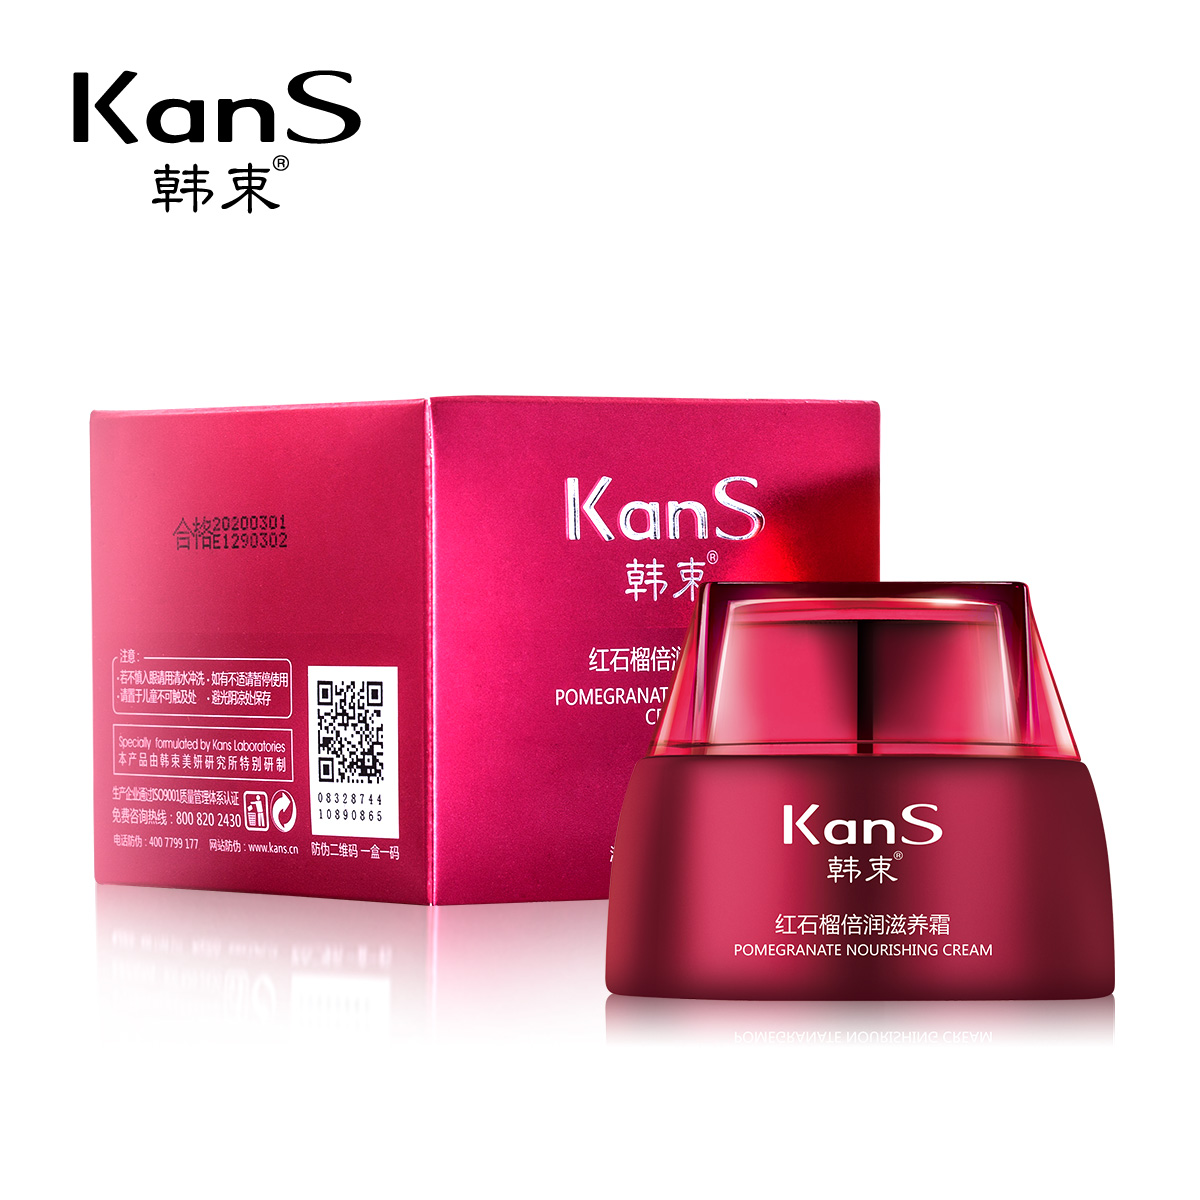 KanS
韩束®
合格20200301
E1290302
注意:
·若不慎入眼请用清水冲洗 ·如有不适请暂停使用
·请置于儿童不可触及处 ·避光阴凉处保存
Specially formulated by Kans Laboratories
本产品由韩束美妍研究所特别研制
生产企业通过ISO9001质量管理体系认证
免费咨询热线: 800 820 2430
电话防伪: 400 7799 177 网站防伪: www.kans.cn
08328744
10890865
防伪二维码 一盒一码
KanS
韩束®
红石榴倍润
POMEGRANAT
KanS
韩束®
红石榴倍润滋养霜
POMEGRANATE NOURISHING CREAM